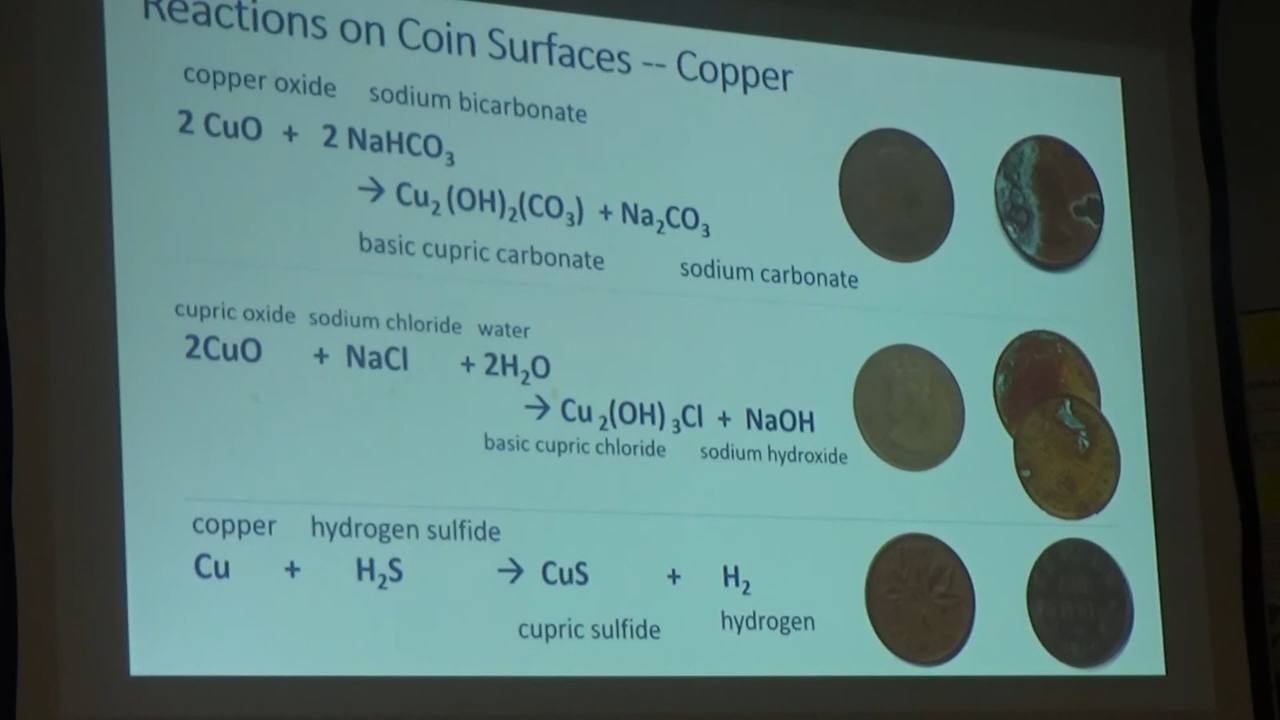 Reactions on Coin Surfaces -- Copper
copper oxide sodium bicarbonate
2 CuO + 2 NaHCO₃
→ Cu₂(OH)₂(CO₃) + Na₂CO₃
basic cupric carbonate sodium carbonate
cupric oxide sodium chloride water
2CuO + NaCl + 2H₂O
→ Cu₂(OH)₃Cl + NaOH
basic cupric chloride sodium hydroxide
copper hydrogen sulfide
Cu + H₂S → CuS + H₂
cupric sulfide hydrogen